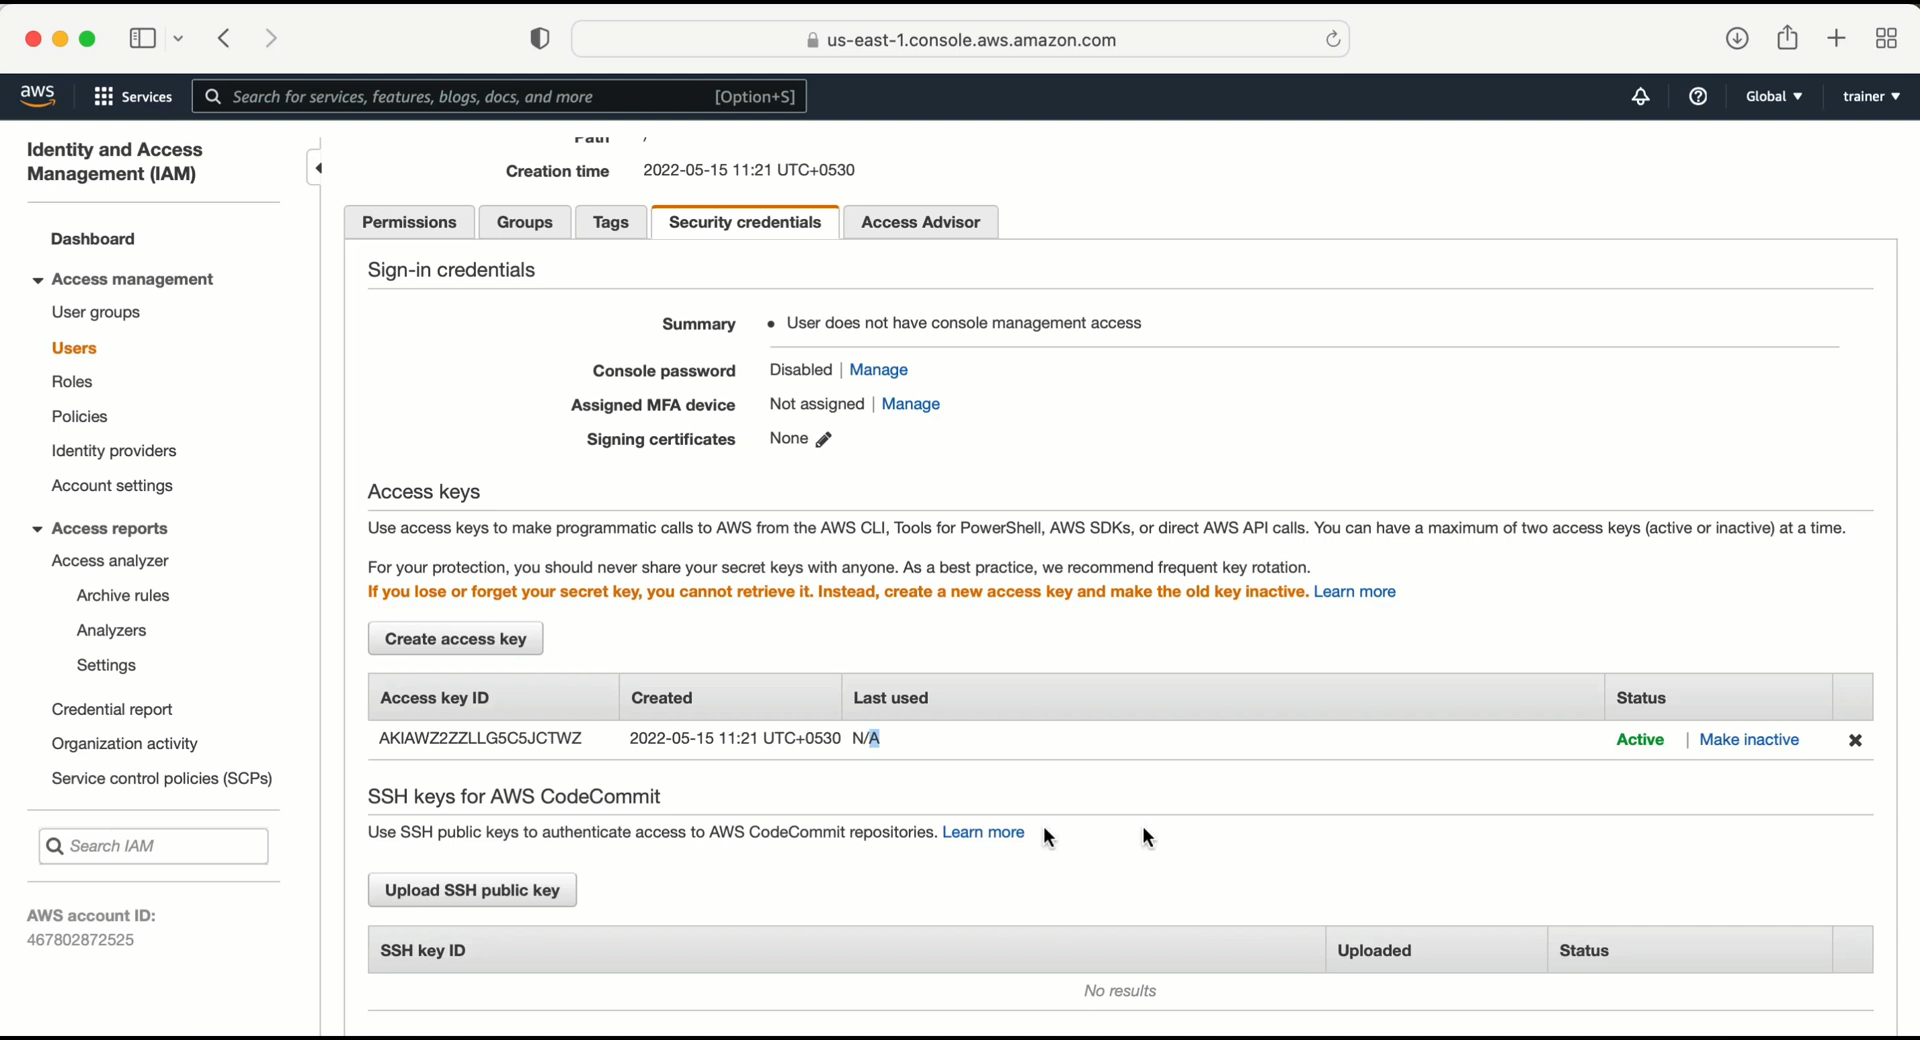 us-east-1.console.aws.amazon.com
aws
Services
Search for services, features, blogs, docs, and more [Option+S]
Global
trainer
Identity and Access
Management (IAM)
Dashboard
Access management
User groups
Users
Roles
Policies
Identity providers
Account settings
Access reports
Access analyzer
Archive rules
Analyzers
Settings
Credential report
Organization activity
Service control policies (SCPs)
Search IAM
AWS account ID:
467802872525
Path /
Creation time 2022-05-15 11:21 UTC+0530
Permissions Groups Tags Security credentials Access Advisor
Sign-in credentials
Summary • User does not have console management access
Console password Disabled | Manage
Assigned MFA device Not assigned | Manage
Signing certificates None
Access keys
Use access keys to make programmatic calls to AWS from the AWS CLI, Tools for PowerShell, AWS SDKs, or direct AWS API calls. You can have a maximum of two access keys (active or inactive) at a time.
For your protection, you should never share your secret keys with anyone. As a best practice, we recommend frequent key rotation.
If you lose or forget your secret key, you cannot retrieve it. Instead, create a new access key and make the old key inactive. Learn more
Create access key
Access key ID Created Last used Status
AKIAWZ2ZZLLG5C5JCTWZ 2022-05-15 11:21 UTC+0530 N/A Active | Make inactive
SSH keys for AWS CodeCommit
Use SSH public keys to authenticate access to AWS CodeCommit repositories. Learn more
Upload SSH public key
SSH key ID Uploaded Status
No results